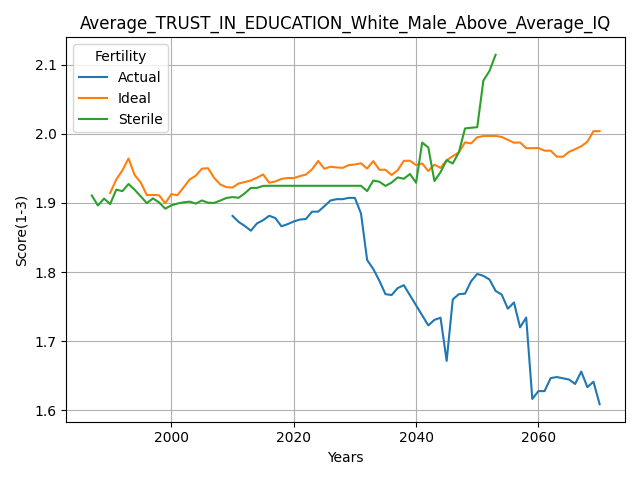 Average_TRUST_IN_EDUCATION_White_Male_Above_Average_IQ
Fertility
Actual
Ideal
Sterile
Score(1-3)
2.1
2.0
1.9
1.8
1.7
1.6
2000 2020 2040 2060
Years